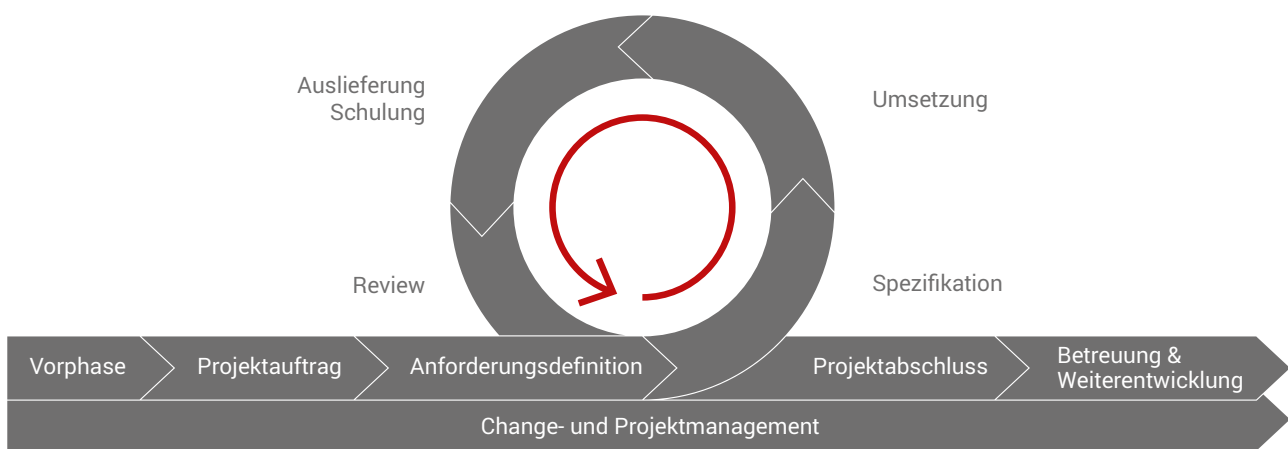 Auslieferung
Schulung
Umsetzung
Review
Spezifikation
Vorphase
Projektauftrag
Anforderungsdefinition
Projektabschluss
Betreuung &
Weiterentwicklung
Change- und Projektmanagement